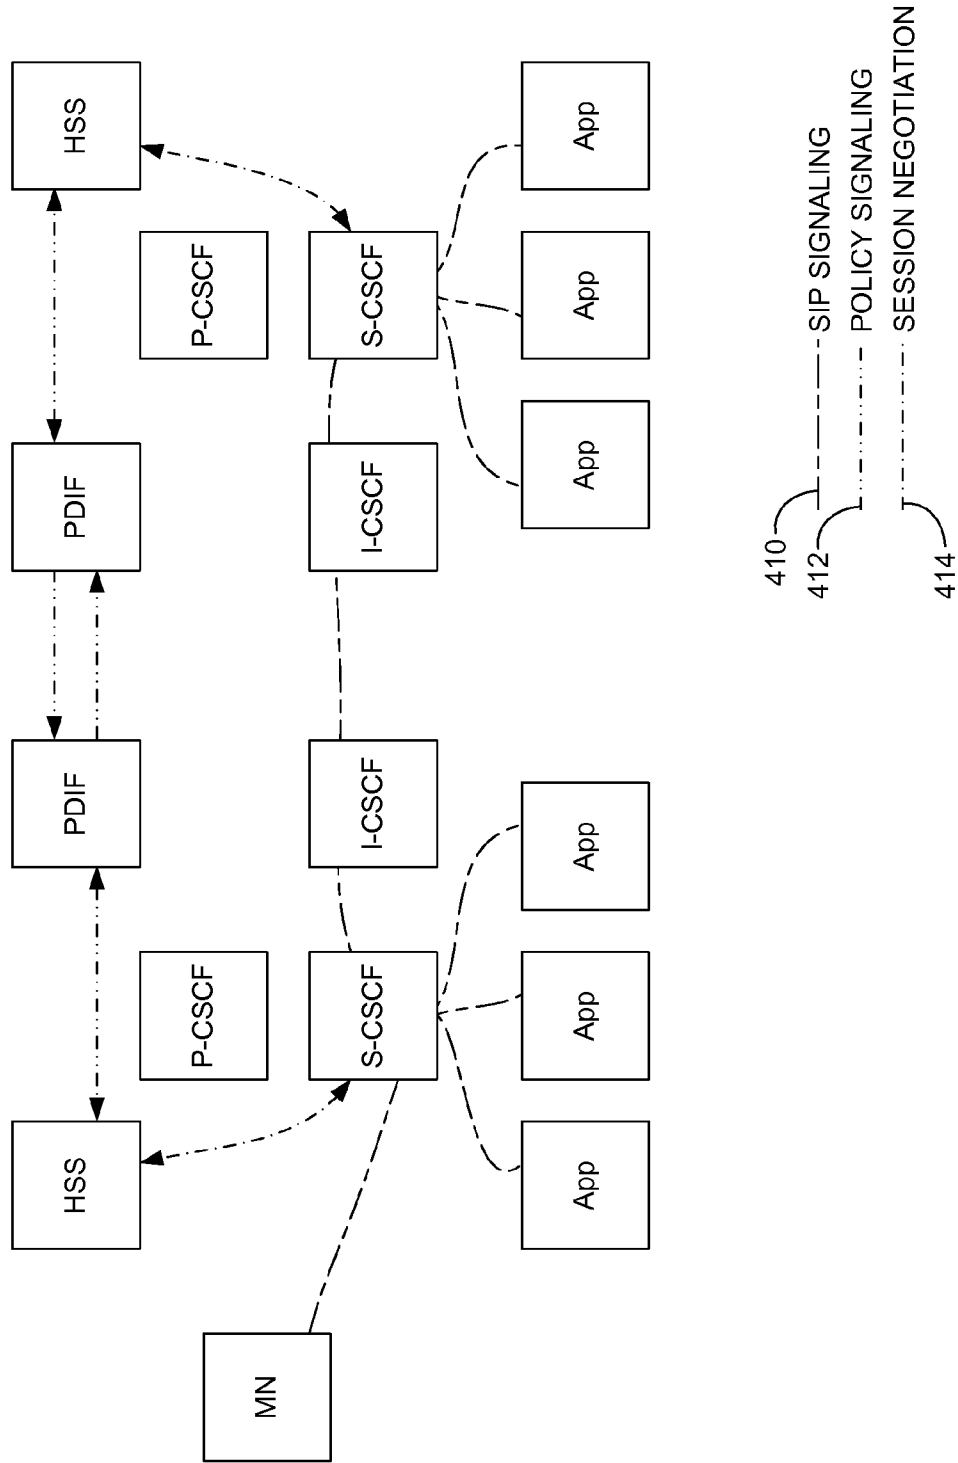 HSS
PDIF
PDIF
HSS
P-CSCF
P-CSCF
MN
S-CSCF
I-CSCF
I-CSCF
S-CSCF
App
App
App
App
App
App
410
SIP SIGNALING
412
POLICY SIGNALING
414
SESSION NEGOTIATION